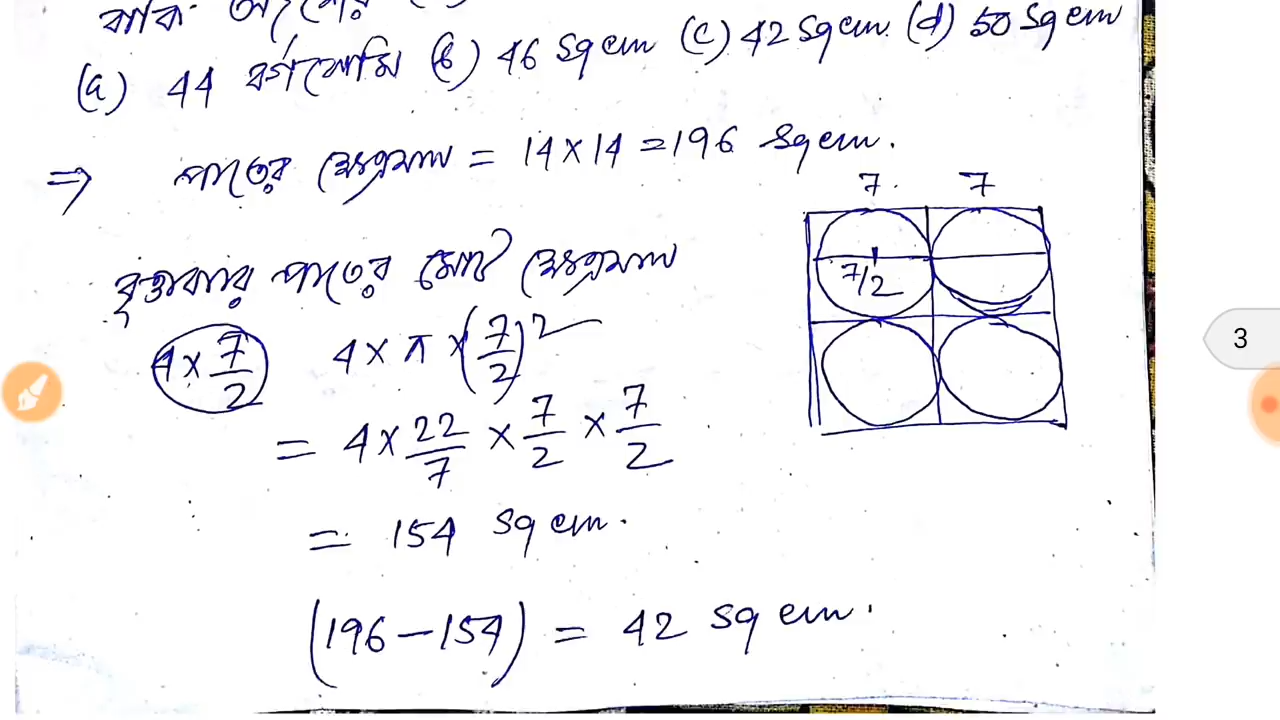 বাকি অংশের
(a) 44 বর্গসেমি (b) 46 Sq cm (c) 42 Sq cm. (d) 50 Sq cm
⇒ পাতের ক্ষেত্রফল = 14 × 14 = 196 Sq cm.
7. 7
বৃত্তাকার পাতের মোট ক্ষেত্রফল
7/2
4 × 7/2 4 × π × (7/2)2
= 4 × 22/7 × 7/2 × 7/2
= 154 Sq cm.
(196 – 154) = 42 Sq cm.
3